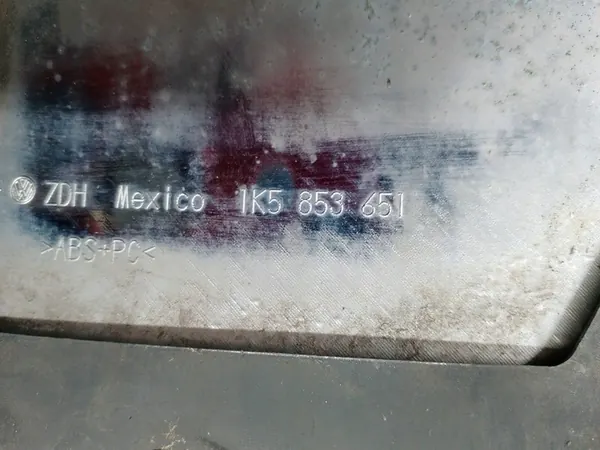 ZDH Mexico 1K5 853 651
>ABS+PC<